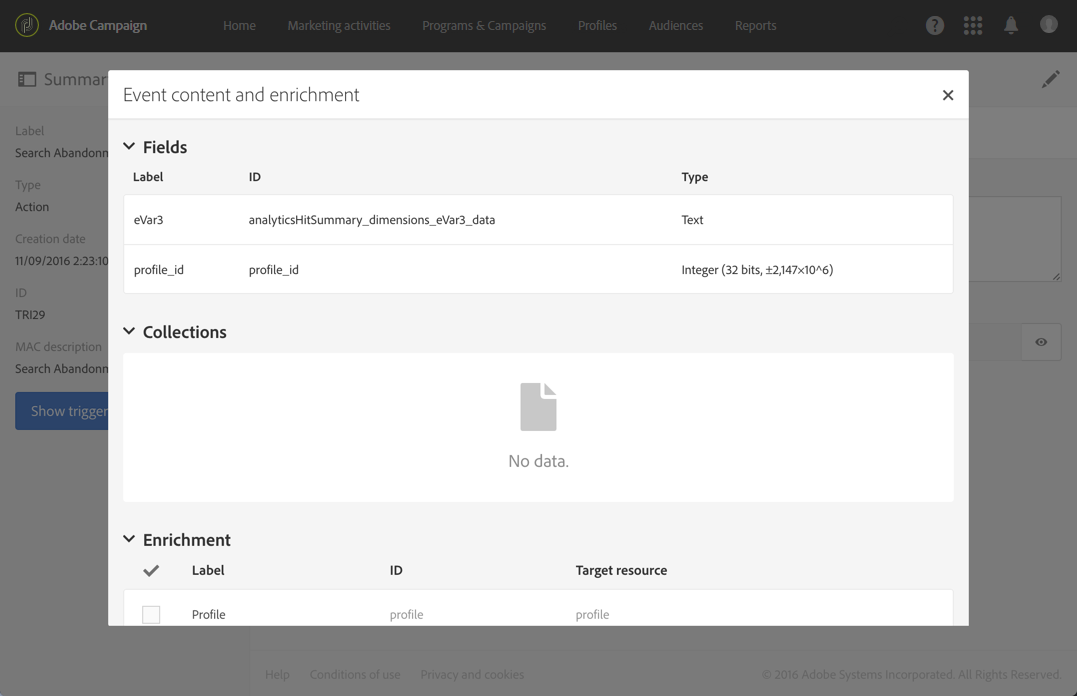 Adobe Campaign
Home Marketing activities Programs & Campaigns Profiles Audiences Reports
Summar
Event content and enrichment
Label
Search Abandonn
Type
Action
Creation date
11/09/2016 2:23:10
ID
TRI29
MAC description
Search Abandonn
Show trigger
Fields
Label ID Type
eVar3 analyticsHitSummary_dimensions_eVar3_data Text
profile_id profile_id Integer (32 bits, ±2,147×10^6)
Collections
No data.
Enrichment
Label ID Target resource
Profile profile profile
Help Conditions of use Privacy and cookies © 2016 Adobe Systems Incorporated. All Rights Reserved.